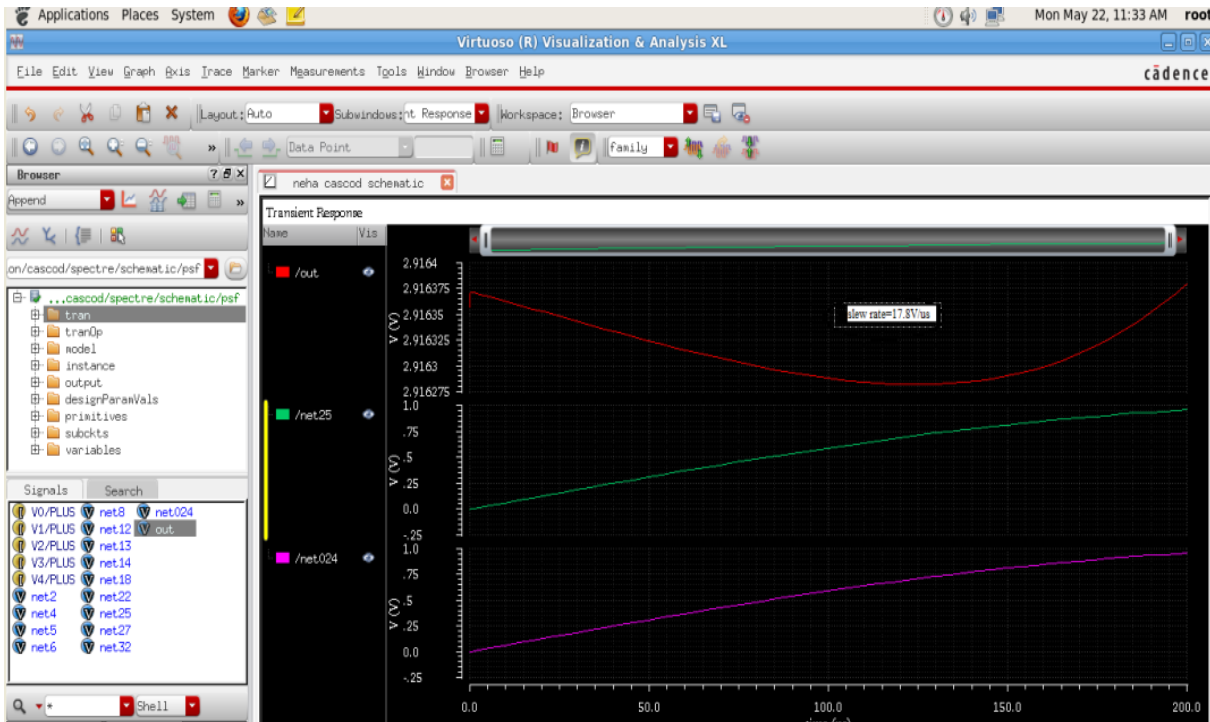 Applications Places System Mon May 22, 11:33 AM root
Virtuoso (R) Visualization & Analysis XL
File Edit View Graph Axis Trace Marker Measurements Tools Window Browser Help cādence
Layout: Auto Subwindows: nt Response Workspace: Browser
» Data Point family
Browser ? X
Append »
on/cascod/spectre/schematic/psf
...cascod/spectre/schematic/psf
tran
tranOp
model
instance
output
designParamVals
primitives
subckts
variables
Signals Search
V0/PLUS net8 net024
V1/PLUS net12 out
V2/PLUS net13
V3/PLUS net14
V4/PLUS net18
net2 net22
net4 net25
net5 net27
net6 net32
* Shell
neha cascod schematic
Transient Response
Name Vis
/out
2.9164
2.916375
2.91635
2.916325
2.9163
2.916275
V (V)
slew rate=17.8V/us
/net25
1.0
.75
.5
.25
0.0
-.25
V (V)
/net024
1.0
.75
.5
.25
0.0
-.25
V (V)
0.0 50.0 100.0 150.0 200.0